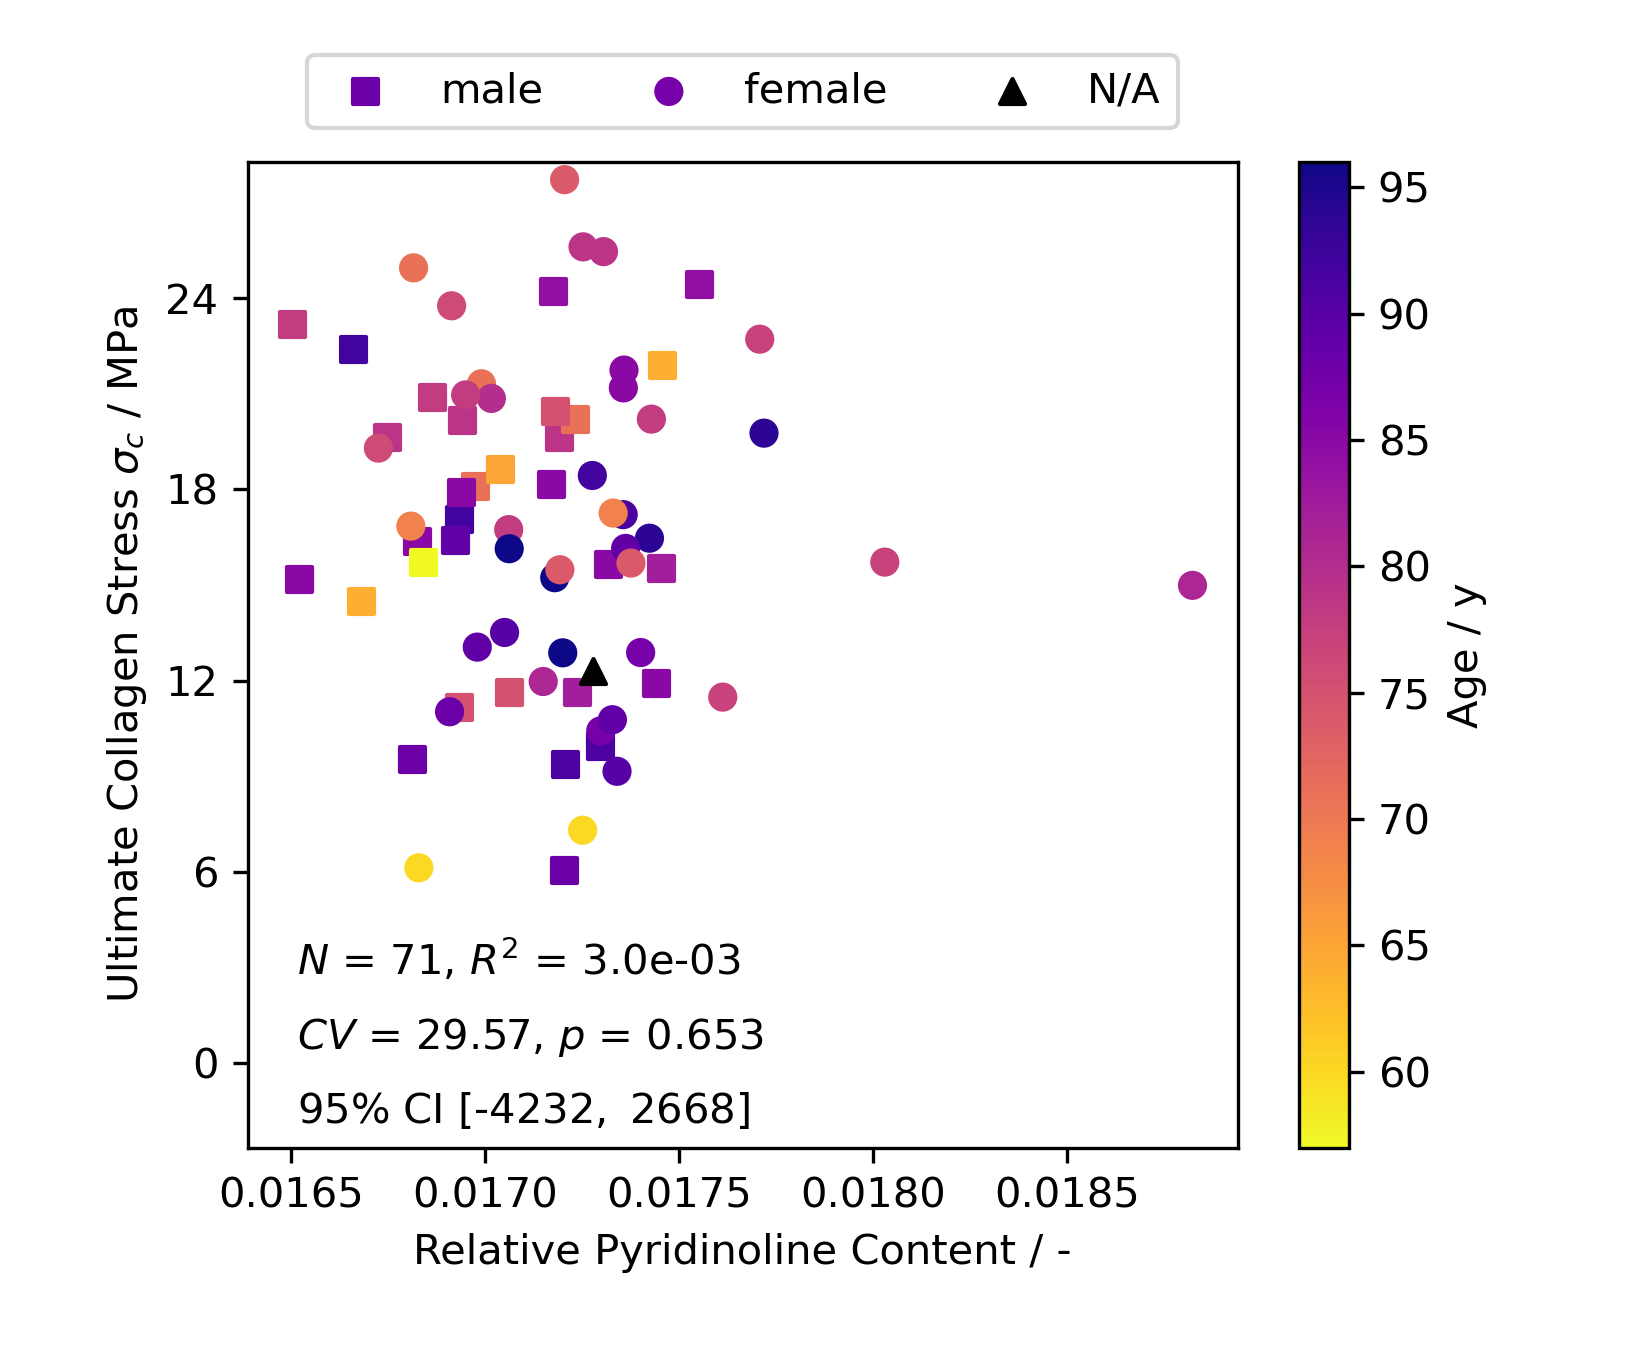 male female N/A
Ultimate Collagen Stress σc / MPa
24
18
12
6
0
N = 71, R² = 3.0e-03
CV = 29.57, p = 0.653
95% CI [-4232, 2668]
0.0165 0.0170 0.0175 0.0180 0.0185
Relative Pyridinoline Content / -
95
90
85
80
75
70
65
60
Age / y